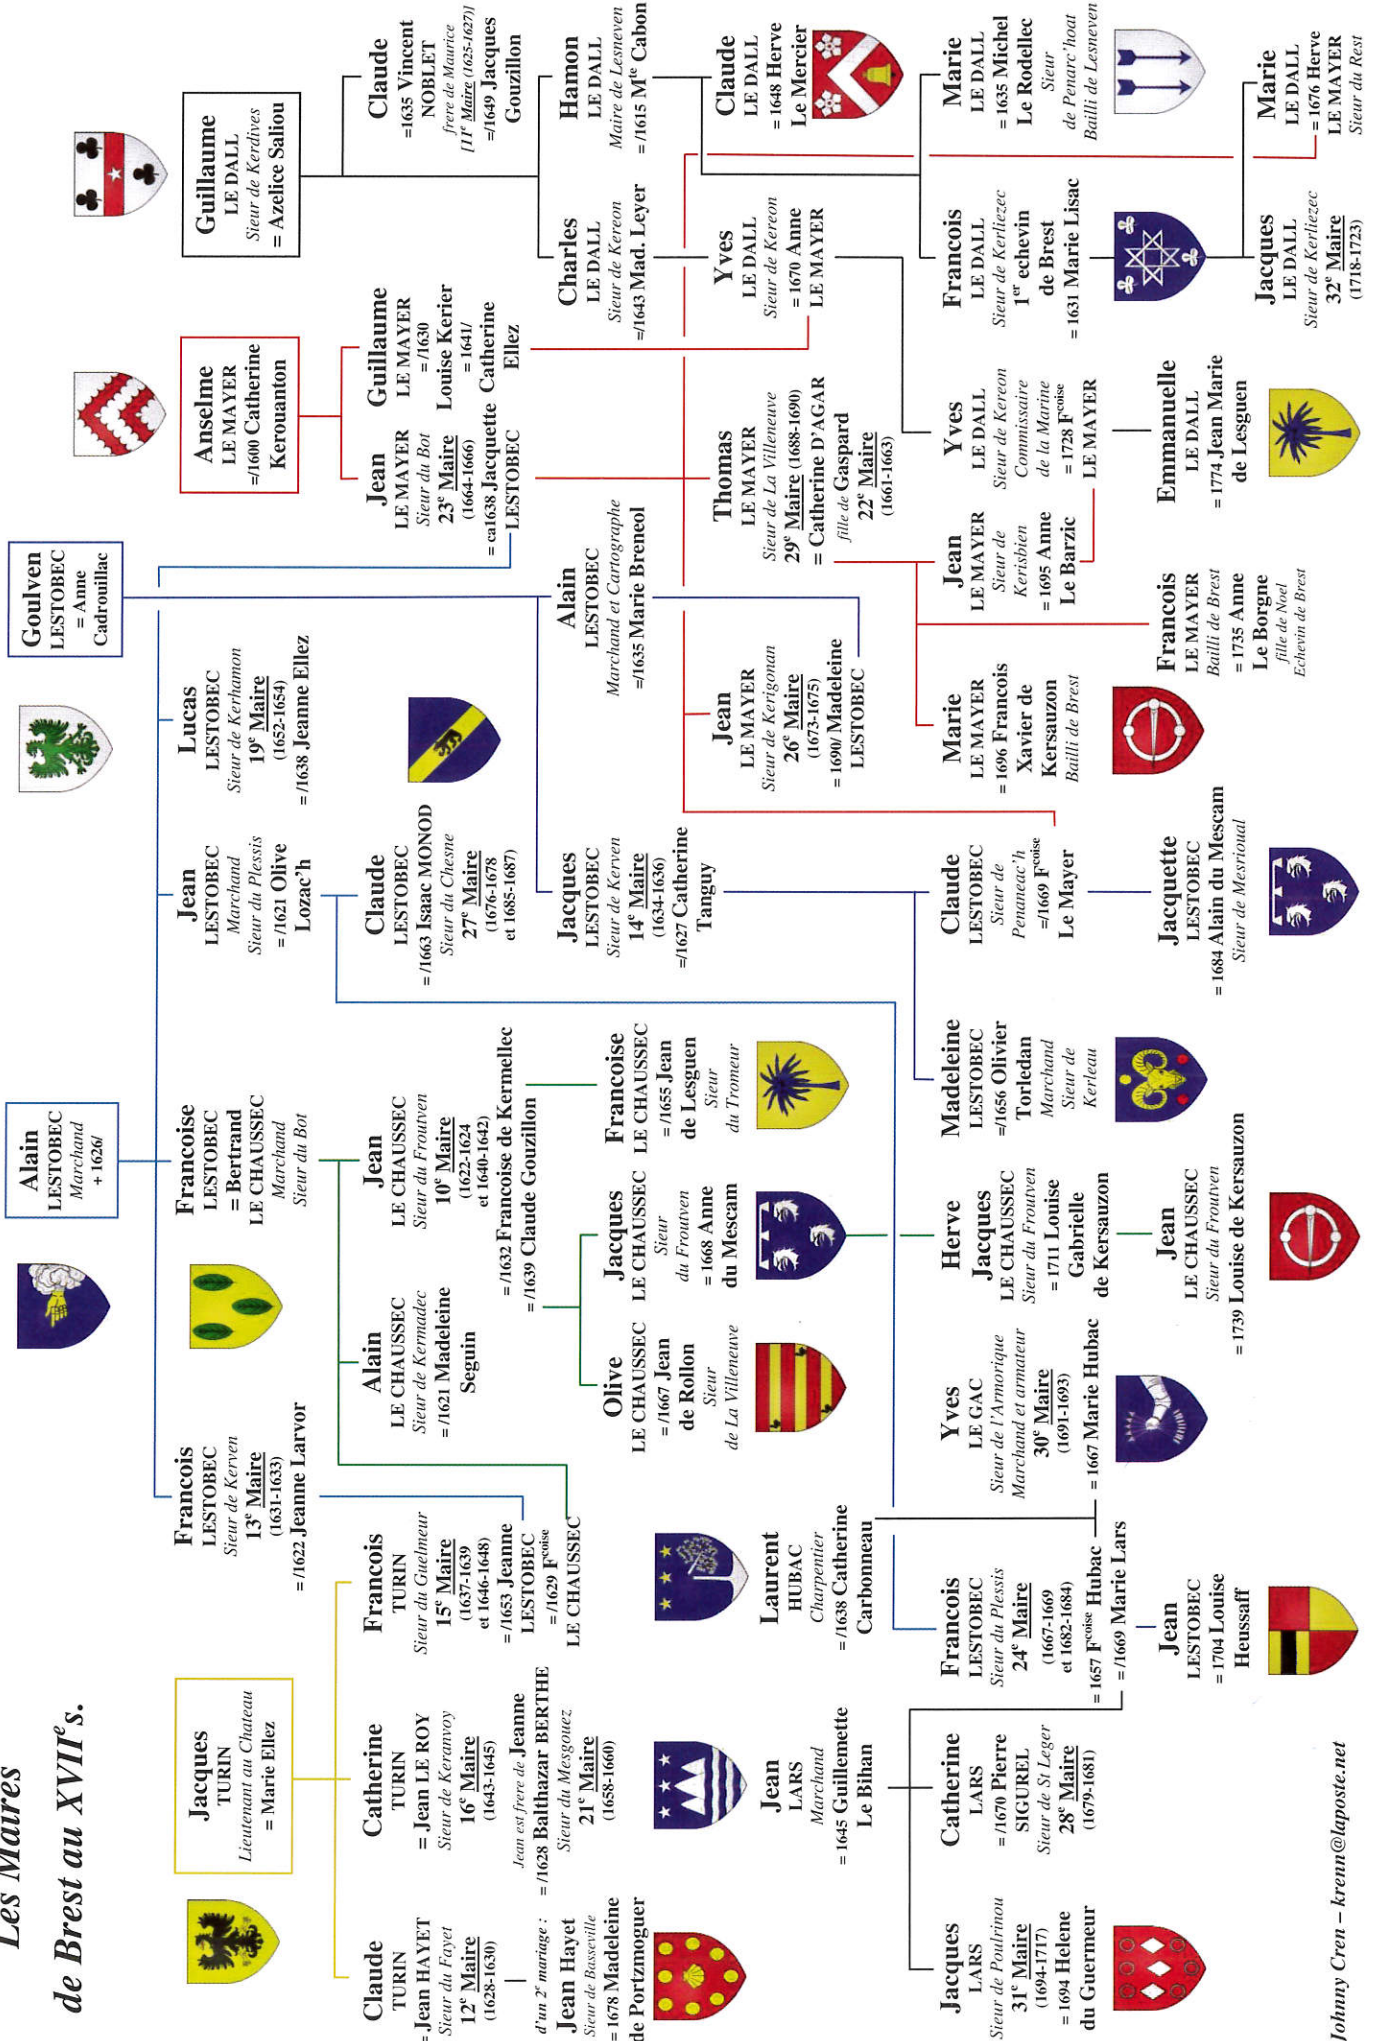 Les Maires
de Brest au XVIIe s.
Alain
LESTOBEC
Marchand
+ 1626/
Goulven
LESTOBEC
= Anne
Cadrouillac
Anselme
LE MAYER
=/1600 Catherine
Kerouanton
Guillaume
LE DALL
Sieur de Kerdives
= Azelice Saliou
Jacques
TURIN
Lieutenant au Chateau
= Marie Ellez
Francois
LESTOBEC
Sieur de Kerven
13e Maire
(1631-1633)
= /1622 Jeanne Larvor
Francoise
LESTOBEC
= Bertrand
LE CHAUSSEC
Marchand
Sieur du Bot
Jean
LESTOBEC
Marchand
Sieur du Plessis
= /1621 Olive
Lozac'h
Lucas
LESTOBEC
Sieur de Kerhamon
19e Maire
(1652-1654)
= /1638 Jeanne Ellez
Claude
TURIN
= Jean HAYET
Sieur du Fayet
12e Maire
(1628-1630)
d'un 2e mariage :
Jean Hayet
Sieur de Basseville
= 1678 Madeleine
de Portzmoguer
Catherine
TURIN
= Jean LE ROY
Sieur de Keranvoy
16e Maire
(1643-1645)
Jean est frere de Jeanne
= /1628 Balthazar BERTHE
Sieur du Mesgouez
21e Maire
(1658-1660)
Francois
TURIN
Sieur du Guelmeur
15e Maire
(1637-1639
et 1646-1648)
= /1653 Jeanne
LESTOBEC
= /1629 Fcoise
LE CHAUSSEC
Alain
LE CHAUSSEC
Sieur de Kermadec
= /1621 Madeleine
Seguin
Jean
LE CHAUSSEC
Sieur du Froutven
10e Maire
(1622-1624
et 1640-1642)
= /1632 Francoise de Kermellec
= /1639 Claude Gouzillon
Claude
LESTOBEC
= /1663 Isaac MONOD
Sieur du Chesne
27e Maire
(1676-1678
et 1685-1687)
Jean
LE MAYER
Sieur du Bot
23e Maire
(1664-1666)
= ca1638 Jacquette
LESTOBEC
Guillaume
LE MAYER
= /1630
Louise Kerier
= 1641/
Catherine
Ellez
Claude
=1635 Vincent
NOBLET
frere de Maurice
[11e Maire (1625-1627)]
=/1649 Jacques
Gouzillon
Olive
LE CHAUSSEC
= /1667 Jean
de Rollon
Sieur
de La Villeneuve
Jacques
LE CHAUSSEC
Sieur
du Froutven
= 1668 Anne
du Mescam
Francoise
LE CHAUSSEC
= /1655 Jean
de Lesguen
Sieur
du Tromeur
Jacques
LESTOBEC
Sieur de Kerven
14e Maire
(1634-1636)
=/1627 Catherine
Tanguy
Alain
LESTOBEC
Marchand et Cartographe
=/1635 Marie Breneol
Charles
LE DALL
Sieur de Kereon
=/1643 Mad. Leyer
Hamon
LE DALL
Maire de Lesneven
= /1615 Mte Cabon
Jean
LARS
Marchand
= 1645 Guillemette
Le Bihan
Laurent
HUBAC
Charpentier
= /1638 Catherine
Carbonneau
Jean
LE MAYER
Sieur de Kerigonan
26e Maire
(1673-1675)
= 1690/ Madeleine
LESTOBEC
Thomas
LE MAYER
Sieur de La Villeneuve
29e Maire (1688-1690)
= Catherine D'AGAR
fille de Gaspard
22e Maire
(1661-1663)
Yves
LE DALL
Sieur de Kereon
= 1670 Anne
LE MAYER
Claude
LE DALL
= 1648 Herve
Le Mercier
Jacques
LARS
Sieur de Poudrinou
31e Maire
(1694-1717)
= 1694 Helene
du Guermeur
Catherine
LARS
= /1670 Pierre
SIGUREL
Sieur de St Leger
28e Maire
(1679-1681)
Francois
LESTOBEC
Sieur du Plessis
24e Maire
(1667-1669
et 1682-1684)
= 1657 Fcoise Hubac
= /1669 Marie Lars
Yves
LE GAC
Sieur de l'Armorique
Marchand et armateur
30e Maire
(1691-1693)
= 1667 Marie Hubac
Herve
Jacques
LE CHAUSSEC
Sieur du Froutven
= 1711 Louise
Gabrielle
de Kersauzon
Madeleine
LESTOBEC
=/1656 Olivier
Torledan
Marchand
Sieur de
Kerleau
Claude
LESTOBEC
Sieur de
Penaneac'h
=/1669 Fcoise
Le Mayer
Marie
LE MAYER
= 1696 Francois
Xavier de
Kersauzon
Bailli de Brest
Jean
LE MAYER
Sieur de
Kerisbien
= 1695 Anne
Le Barzic
Yves
LE DALL
Sieur de Kereon
Commissaire
de la Marine
= 1728 Fcoise
LE MAYER
Francois
LE DALL
Sieur de Kerliezec
1er echevin
de Brest
= 1631 Marie Lisac
Marie
LE DALL
= 1635 Michel
Le Rodellec
Sieur
de Penarc'hoat
Bailli de Lesneven
Jean
LESTOBEC
= 1704 Louise
Heussaff
Jean
LE CHAUSSEC
Sieur du Froutven
= 1739 Louise de Kersauzon
Jacquette
LESTOBEC
= 1684 Alain du Mescam
Sieur de Mesrioual
Francois
LE MAYER
Bailli de Brest
= 1735 Anne
Le Borgne
fille de Noel
Echevin de Brest
Emmanuelle
LE DALL
= 1774 Jean Marie
de Lesguen
Jacques
LE DALL
Sieur de Kerliezec
32e Maire
(1718-1723)
Marie
LE DALL
= 1676 Herve
LE MAYER
Sieur du Rest
Johnny Cren – krenn@laposte.net